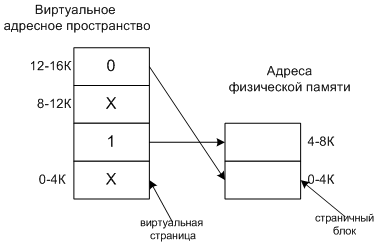 Виртуальное
адресное пространство
12-16К
0
Адреса
физической памяти
8-12К
X
1
4-8К
0-4К
X
0-4К
виртуальная
страница
страничный
блок